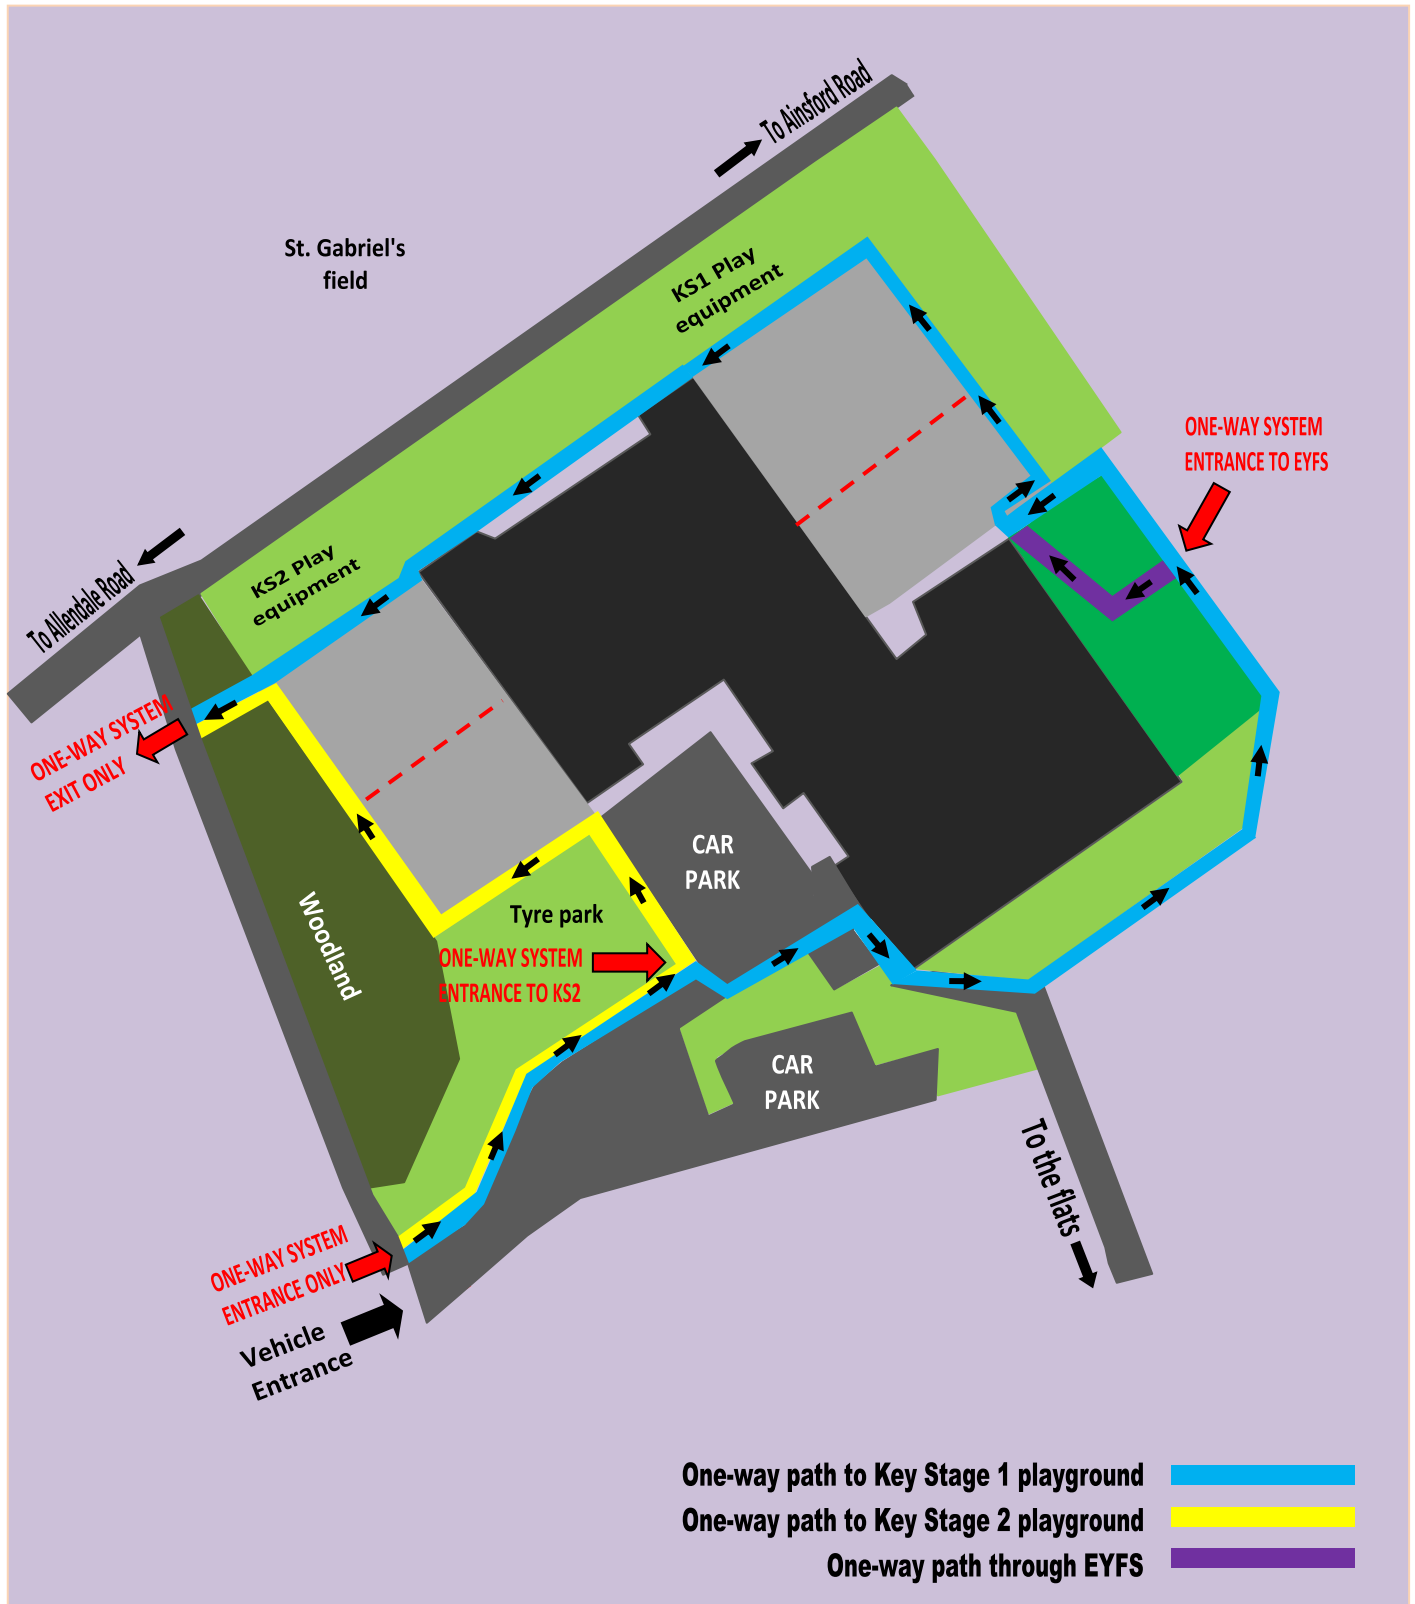 To Ainsford Road
St. Gabriel's
field
KS1 Play
equipment
ONE-WAY SYSTEM
ENTRANCE TO EYFS
To Allendale Road
KS2 Play
equipment
ONE-WAY SYSTEM
EXIT ONLY
CAR
PARK
Woodland
Tyre park
ONE-WAY SYSTEM
ENTRANCE TO KS2
CAR
PARK
To the flats
ONE-WAY SYSTEM
ENTRANCE ONLY
Vehicle
Entrance
One-way path to Key Stage 1 playground
One-way path to Key Stage 2 playground
One-way path through EYFS